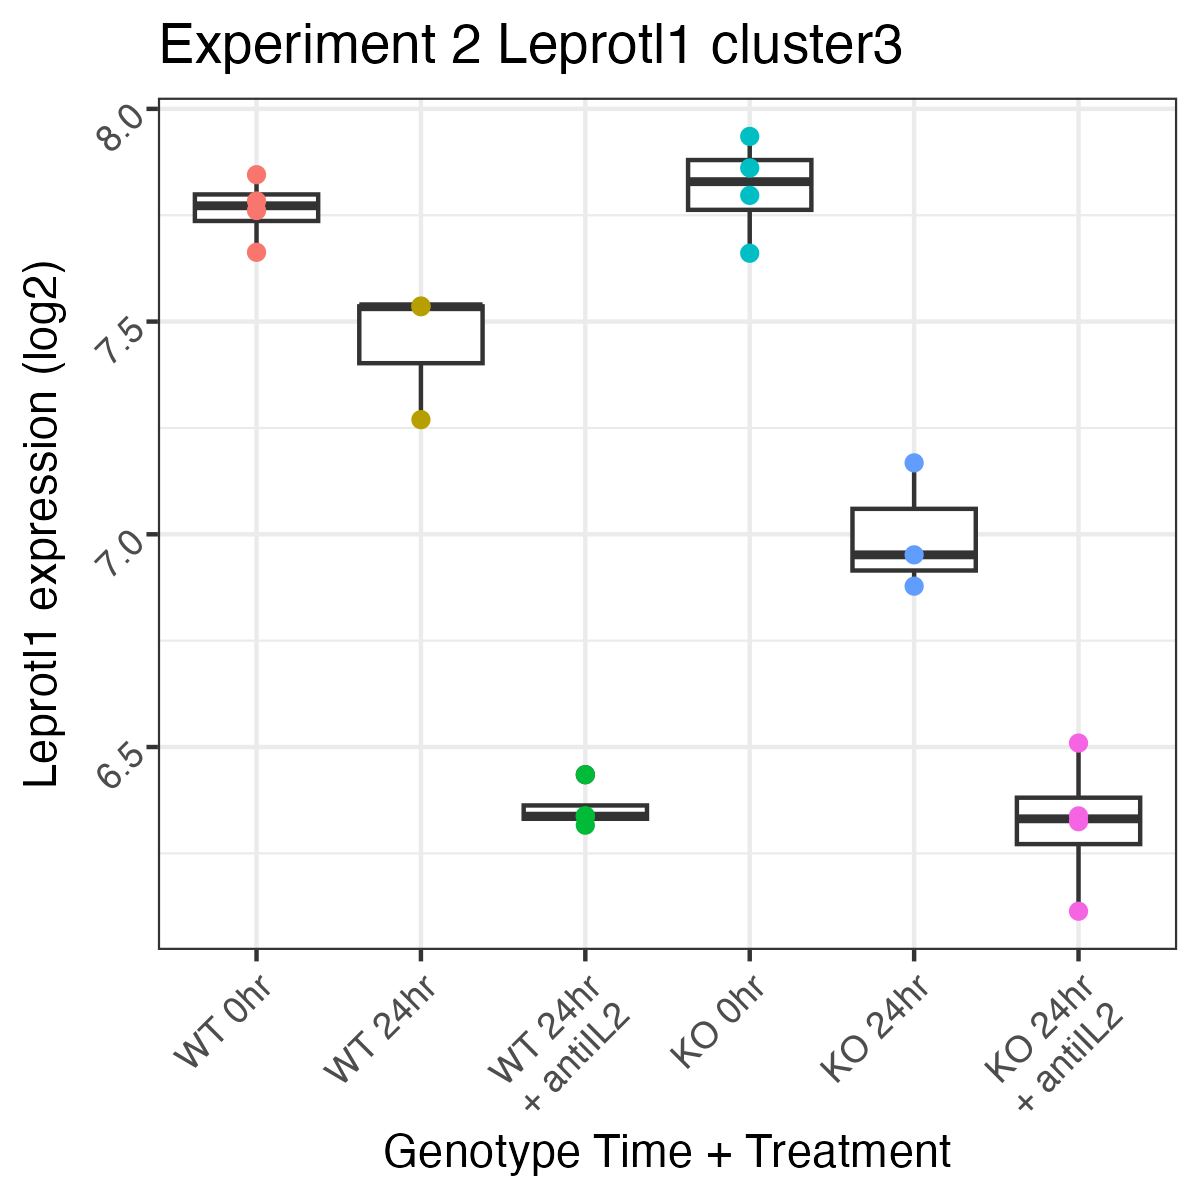 Experiment 2 Leprotl1 cluster3
Leprotl1 expression (log2)
8.0
7.5
7.0
6.5
WT 0hr
WT 24hr
WT 24hr
+ antiIL2
KO 0hr
KO 24hr
KO 24hr
+ antiIL2
Genotype Time + Treatment